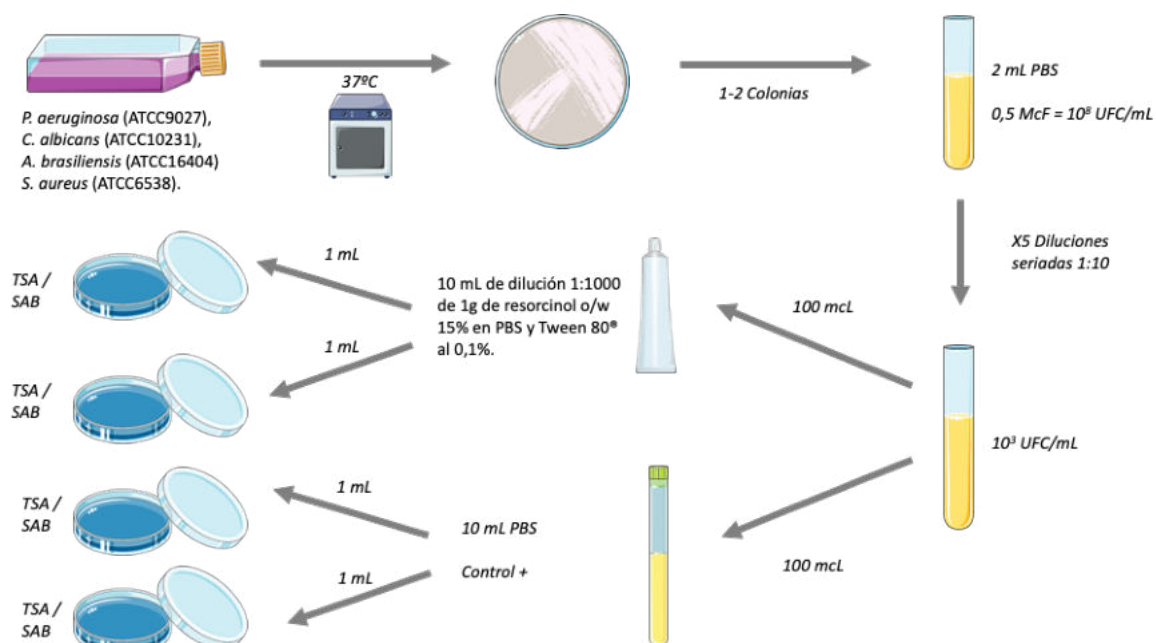 P. aeruginosa (ATCC9027),
C. albicans (ATCC10231),
A. brasiliensis (ATCC16404)
S. aureus (ATCC6538).
37ºC
1-2 Colonias
2 mL PBS
0,5 McF = 10⁸ UFC/mL
X5 Diluciones
seriadas 1:10
10³ UFC/mL
100 mcL
10 mL de dilución 1:1000
de 1g de resorcinol o/w
15% en PBS y Tween 80®
al 0,1%.
1 mL
TSA /
SAB
1 mL
TSA /
SAB
100 mcL
10 mL PBS
Control +
1 mL
TSA /
SAB
1 mL
TSA /
SAB